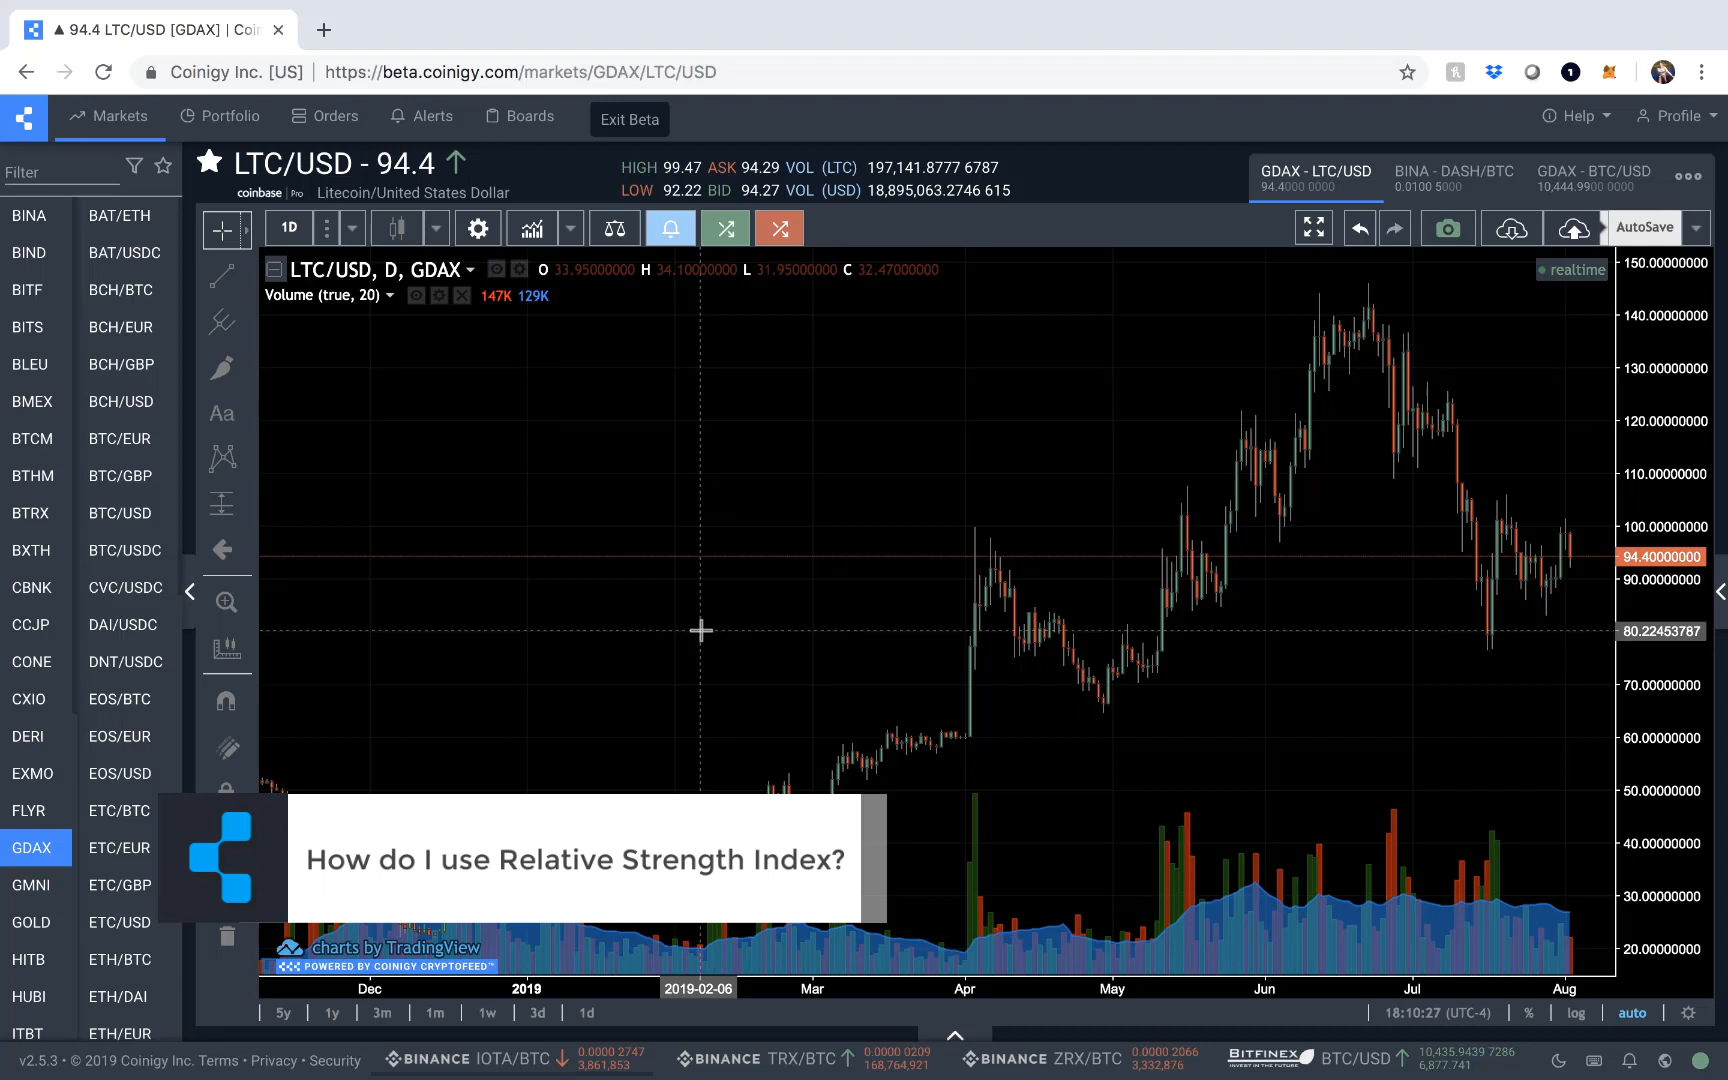 ▲ 94.4 LTC/USD [GDAX] | Coin
Coinigy Inc. [US] | https://beta.coinigy.com/markets/GDAX/LTC/USD
Markets Portfolio Orders Alerts Boards Exit Beta Help Profile
Filter
LTC/USD - 94.4
coinbase | Pro Litecoin/United States Dollar
HIGH 99.47 ASK 94.29 VOL (LTC) 197,141.8777 6787
LOW 92.22 BID 94.27 VOL (USD) 18,895,063.2746 615
GDAX - LTC/USD BINA - DASH/BTC GDAX - BTC/USD
94.4000 0000 0.0100 5000 10,444.9900 0000
1D AutoSave
LTC/USD, D, GDAX O 33.95000000 H 34.10000000 L 31.95000000 C 32.47000000
realtime
Volume (true, 20) 147K 129K
BINA BAT/ETH
BIND BAT/USDC
BITF BCH/BTC
BITS BCH/EUR
BLEU BCH/GBP
BMEX BCH/USD
BTCM BTC/EUR
BTHM BTC/GBP
BTRX BTC/USD
BXTH BTC/USDC
CBNK CVC/USDC
CCJP DAI/USDC
CONE DNT/USDC
CXIO EOS/BTC
DERI EOS/EUR
EXMO EOS/USD
FLYR ETC/BTC
GDAX ETC/EUR
GMNI ETC/GBP
GOLD ETC/USD
HITB ETH/BTC
HUBI ETH/DAI
ITBT ETH/EUR
Aa
150.00000000
140.00000000
130.00000000
120.00000000
110.00000000
100.00000000
94.40000000
90.00000000
80.22453787
70.00000000
60.00000000
50.00000000
40.00000000
30.00000000
20.00000000
How do I use Relative Strength Index?
charts by TradingView
POWERED BY COINIGY CRYPTOFEED™
Dec 2019 2019-02-06 Mar Apr May Jun Jul Aug
5y 1y 3m 1m 1w 3d 1d 18:10:27 (UTC-4) % log auto
v2.5.3 • © 2019 Coinigy Inc. Terms • Privacy • Security
BINANCE IOTA/BTC 0.0000 2747
3,861,853
BINANCE TRX/BTC 0.0000 0209
168,764,921
BINANCE ZRX/BTC 0.0000 2066
3,332,876
BITFINEX BTC/USD 10,435.9439 7286
INVEST IN THE FUTURE 6,877.741